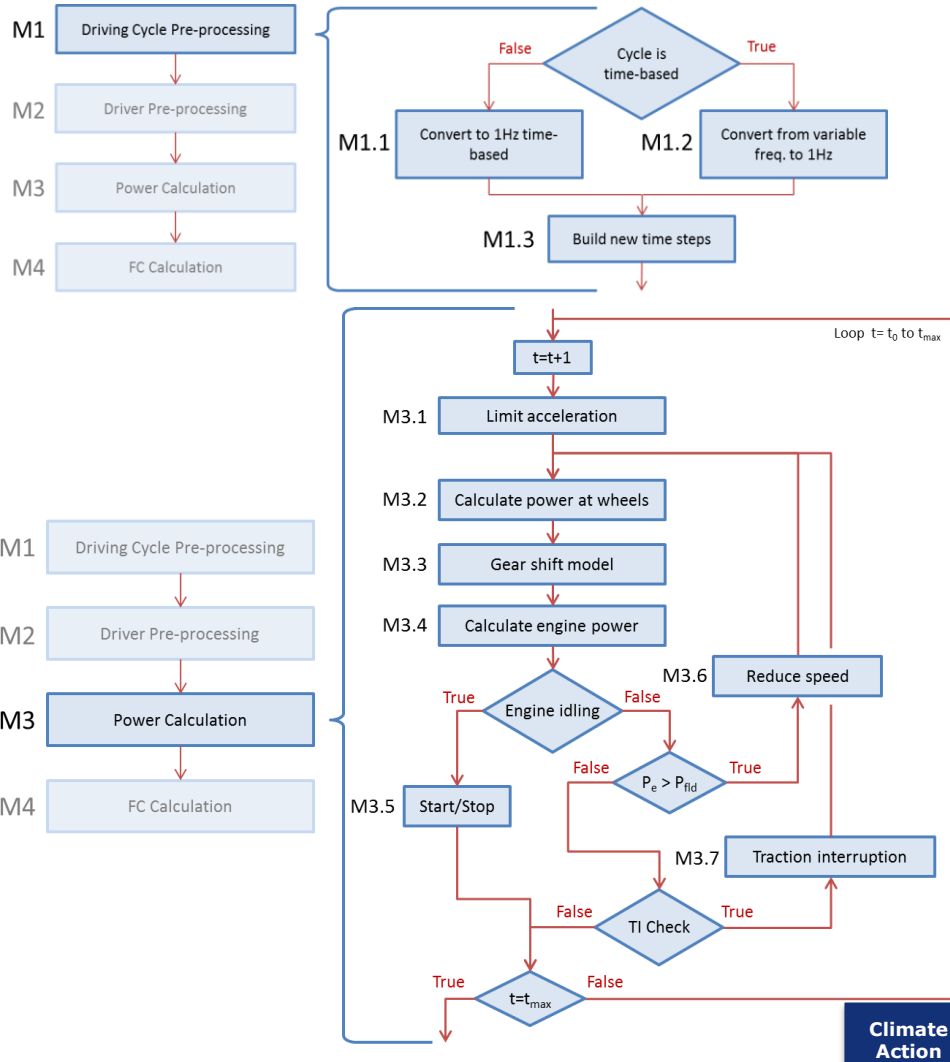 M1
Driving Cycle Pre-processing
M2
Driver Pre-processing
M3
Power Calculation
M4
FC Calculation
Cycle is
time-based
False
True
M1.1
Convert to 1Hz time-
based
M1.2
Convert from variable
freq. to 1Hz
M1.3
Build new time steps
Loop t= t0 to tmax
t=t+1
M3.1
Limit acceleration
M3.2
Calculate power at wheels
M3.3
Gear shift model
M3.4
Calculate engine power
M1
Driving Cycle Pre-processing
M2
Driver Pre-processing
M3
Power Calculation
M4
FC Calculation
True
Engine idling
False
M3.6
Reduce speed
False
Pe > Pfld
True
M3.5
Start/Stop
M3.7
Traction interruption
False
TI Check
True
True
t=tmax
False
Climate
Action